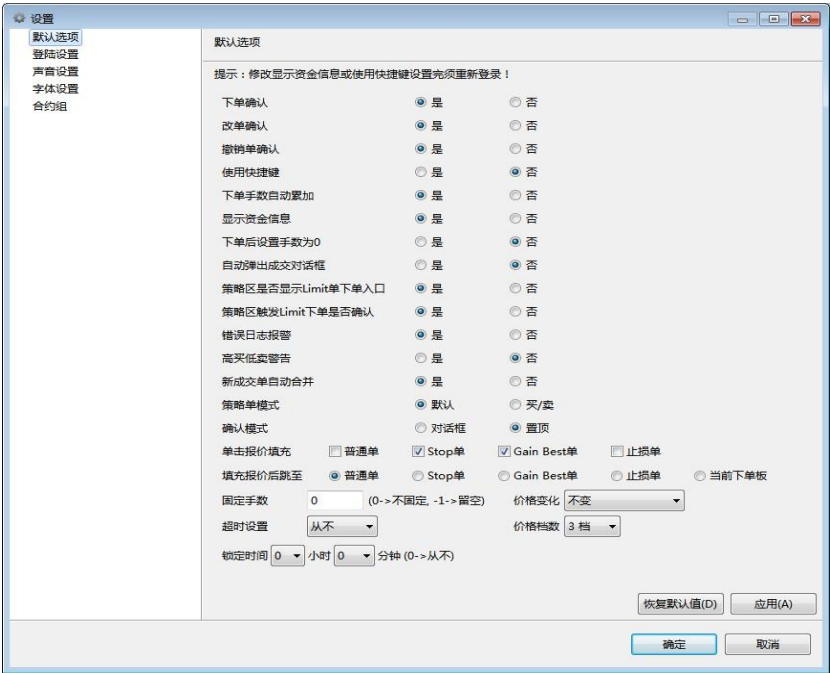 设置
默认选项
登陆设置
声音设置
字体设置
合约组
默认选项
提示：修改显示资金信息或使用快捷键设置完须重新登录！
下单确认 是 否
改单确认 是 否
撤销单确认 是 否
使用快捷键 是 否
下单手数自动累加 是 否
显示资金信息 是 否
下单后设置手数为0 是 否
自动弹出成交对话框 是 否
策略区是否显示Limit单下单入口 是 否
策略区触发Limit下单是否确认 是 否
错误日志报警 是 否
高买低卖警告 是 否
新成交单自动合并 是 否
策略单模式 默认 买/卖
确认模式 对话框 置顶
单击报价填充 普通单 Stop单 Gain Best单 止损单
填充报价后跳至 普通单 Stop单 Gain Best单 止损单 当前下单板
固定手数 0 (0->不固定, -1->留空) 价格变化 不变
超时设置 从不 价格档数 3 档
锁定时间 0 小时 0 分钟 (0->从不)
恢复默认值(D) 应用(A)
确定 取消